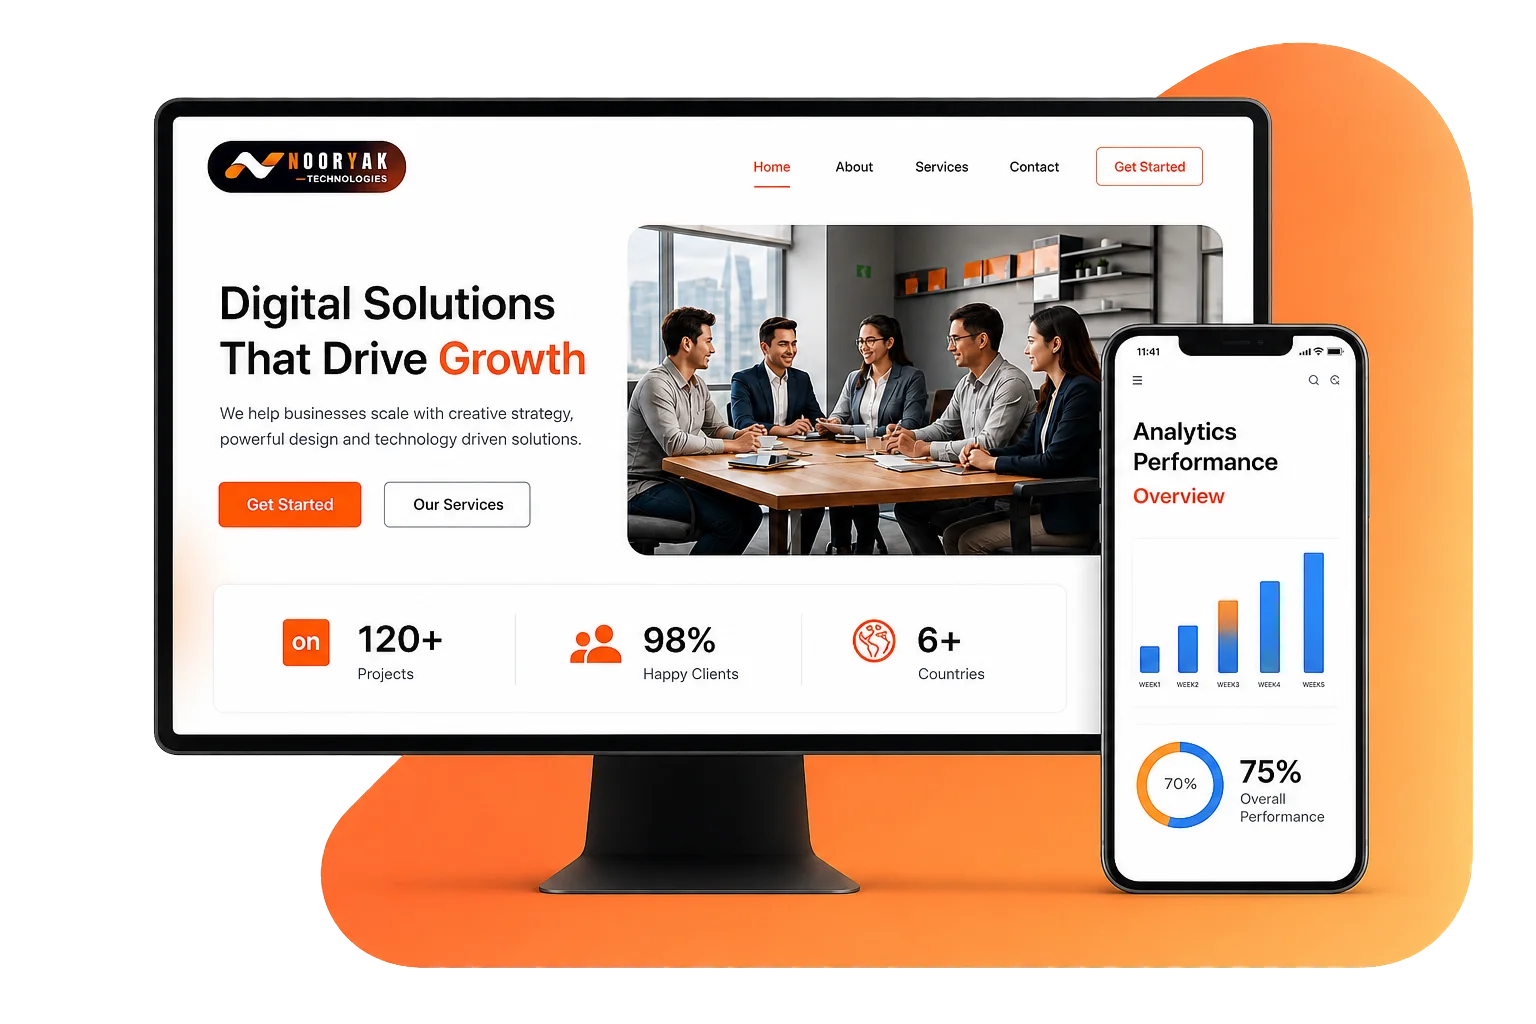 NOORYAK
TECHNOLOGIES
Home About Services Contact Get Started
Digital Solutions
That Drive Growth
We help businesses scale with creative strategy,
powerful design and technology driven solutions.
Get Started Our Services
on
120+
Projects
98%
Happy Clients
6+
Countries
11:41
Analytics
Performance
Overview
WEEK1 WEEK2 WEEK3 WEEK4 WEEK5
70%
75%
Overall
Performance